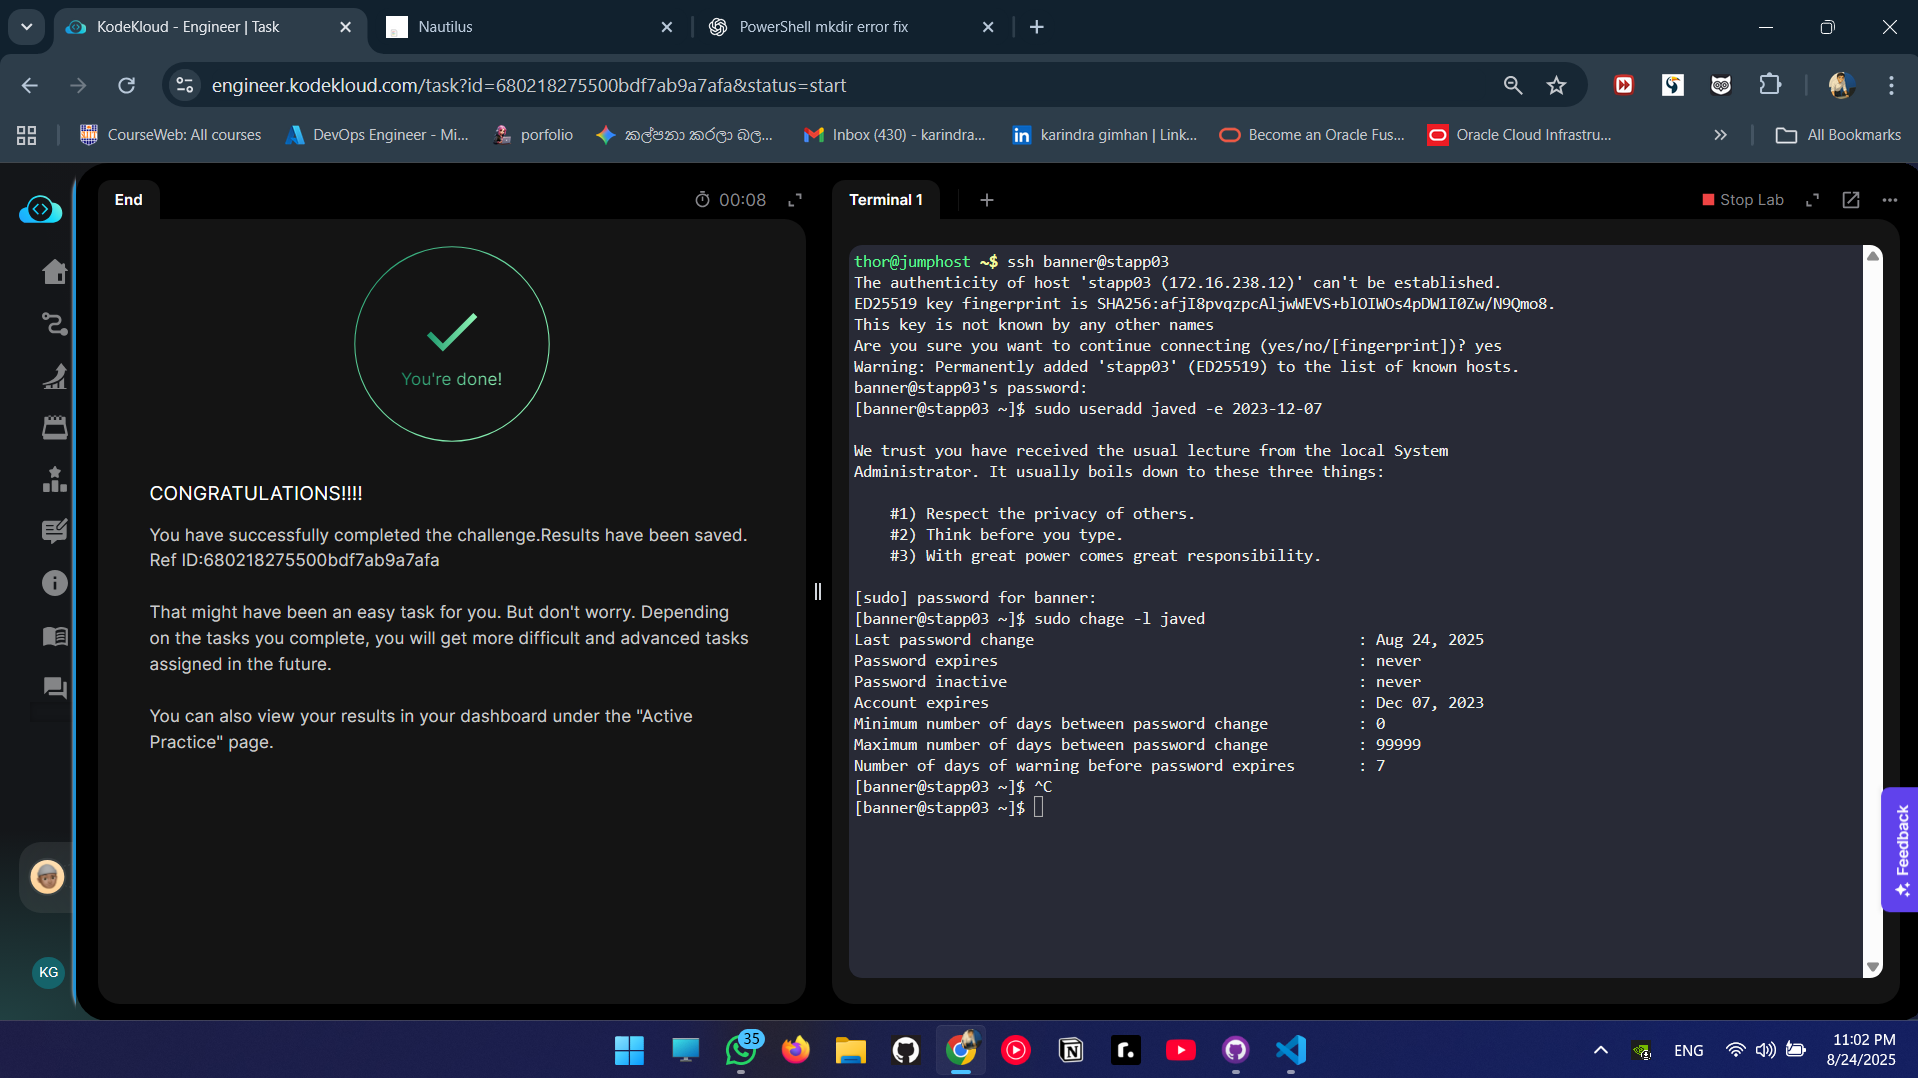 KodeKloud - Engineer | Task
Nautilus
PowerShell mkdir error fix
engineer.kodekloud.com/task?id=680218275500bdf7ab9a7afa&status=start
CourseWeb: All courses
DevOps Engineer - Mi...
porfolio
කල්පනා කරලා බල...
Inbox (430) - karindra...
karindra gimhan | Link...
Become an Oracle Fus...
Oracle Cloud Infrastru...
All Bookmarks
End
00:08
You're done!
CONGRATULATIONS!!!!
You have successfully completed the challenge.Results have been saved.
Ref ID:680218275500bdf7ab9a7afa
That might have been an easy task for you. But don't worry. Depending
on the tasks you complete, you will get more difficult and advanced tasks
assigned in the future.
You can also view your results in your dashboard under the "Active
Practice" page.
KG
Terminal 1
Stop Lab
thor@jumphost ~$ ssh banner@stapp03
The authenticity of host 'stapp03 (172.16.238.12)' can't be established.
ED25519 key fingerprint is SHA256:afjI8pvqzpcAljwWEVS+blOIWOs4pDW1I0Zw/N9Qmo8.
This key is not known by any other names
Are you sure you want to continue connecting (yes/no/[fingerprint])? yes
Warning: Permanently added 'stapp03' (ED25519) to the list of known hosts.
banner@stapp03's password:
[banner@stapp03 ~]$ sudo useradd javed -e 2023-12-07
We trust you have received the usual lecture from the local System
Administrator. It usually boils down to these three things:
#1) Respect the privacy of others.
#2) Think before you type.
#3) With great power comes great responsibility.
[sudo] password for banner:
[banner@stapp03 ~]$ sudo chage -l javed
Last password change : Aug 24, 2025
Password expires : never
Password inactive : never
Account expires : Dec 07, 2023
Minimum number of days between password change : 0
Maximum number of days between password change : 99999
Number of days of warning before password expires : 7
[banner@stapp03 ~]$ ^C
[banner@stapp03 ~]$
Feedback
35
ENG
11:02 PM
8/24/2025